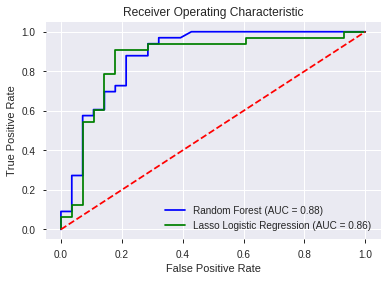 Receiver Operating Characteristic
True Positive Rate
1.0
0.8
0.6
0.4
0.2
0.0
Random Forest (AUC = 0.88)
Lasso Logistic Regression (AUC = 0.86)
0.0 0.2 0.4 0.6 0.8 1.0
False Positive Rate